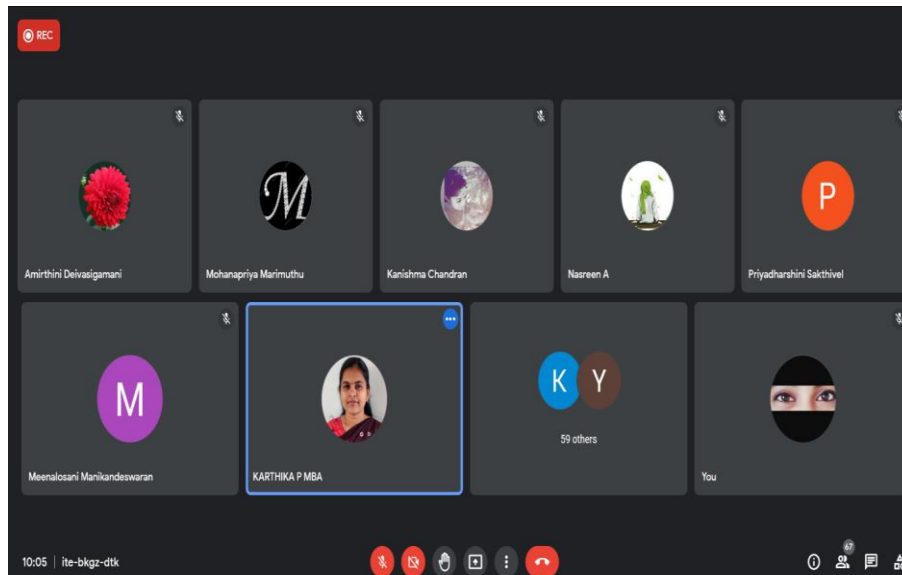 REC
M
P
Amirthini Deivasigamani
Mohanapriya Marimuthu
Kanishma Chandran
Nasreen A
Priyadharshini Sakthivel
M
K Y
59 others
Meenalosani Manikandeswaran
KARTHIKA P MBA
You
10:05 | ite-bkgz-dtk
67